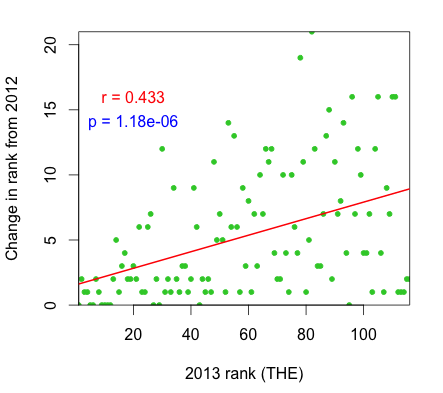 r = 0.433
p = 1.18e-06
Change in rank from 2012
20
15
10
5
0
20 40 60 80 100
2013 rank (THE)